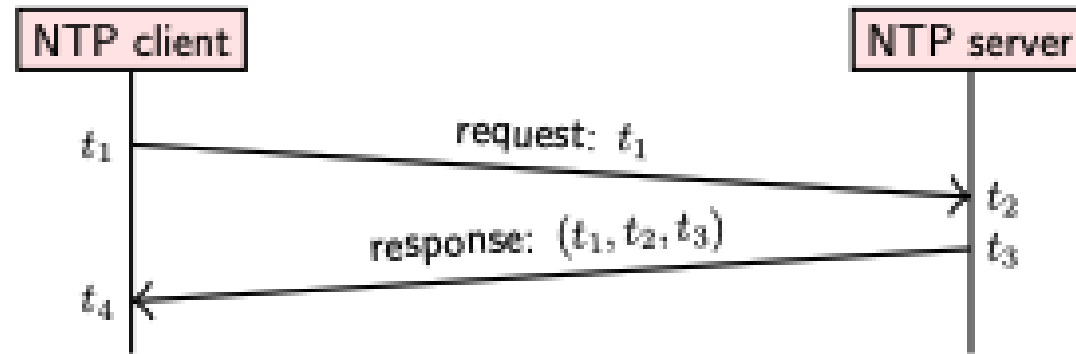 NTP client
NTP server
t₁
request: t₁
t₂
response: (t₁, t₂, t₃)
t₃
t₄